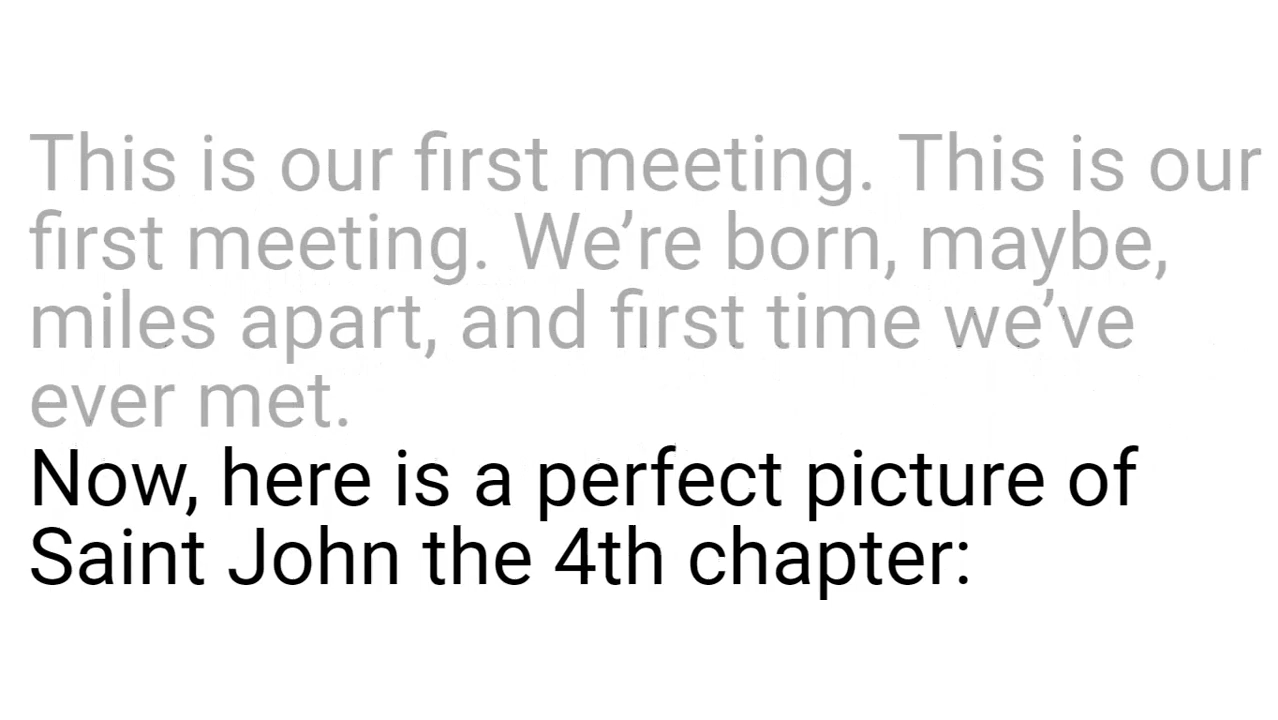 This is our first meeting. This is our
first meeting. We’re born, maybe,
miles apart, and first time we’ve
ever met.
Now, here is a perfect picture of
Saint John the 4th chapter: